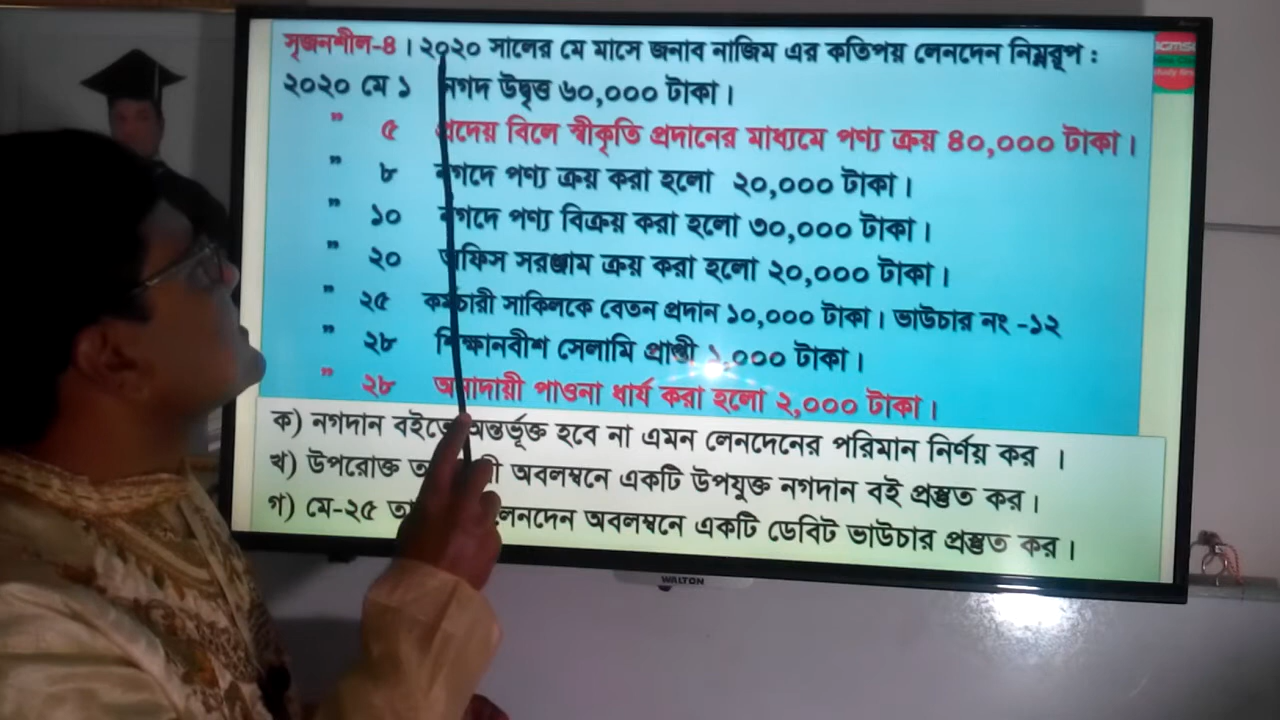 সৃজনশীল-৪। ২০২০ সালের মে মাসে জনাব নাজিম এর কতিপয় লেনদেন নিম্নরূপ :
২০২০ মে ১ নগদ উদ্বৃত্ত ৬০,০০০ টাকা।
" ৫ প্রদেয় বিলে স্বীকৃতি প্রদানের মাধ্যমে পণ্য ক্রয় ৪০,০০০ টাকা।
" ৮ নগদে পণ্য ক্রয় করা হলো ২০,০০০ টাকা।
" ১০ নগদে পণ্য বিক্রয় করা হলো ৩০,০০০ টাকা।
" ২০ অফিস সরঞ্জাম ক্রয় করা হলো ২০,০০০ টাকা।
" ২৫ কর্মচারী সাকিলকে বেতন প্রদান ১০,০০০ টাকা। ভাউচার নং -১২
" ২৮ শিক্ষানবীশ সেলামি প্রাপ্তী ১,০০০ টাকা।
" ২৮ অনাদায়ী পাওনা ধার্য করা হলো ২,০০০ টাকা।
ক) নগদান বইতে অন্তর্ভূক্ত হবে না এমন লেনদেনের পরিমান নির্ণয় কর ।
খ) উপরোক্ত অবলম্বনে একটি উপযুক্ত নগদান বই প্রস্তুত কর।
গ) মে-২৫ লেনদেন অবলম্বনে একটি ডেবিট ভাউচার প্রস্তুত কর।
WALTON